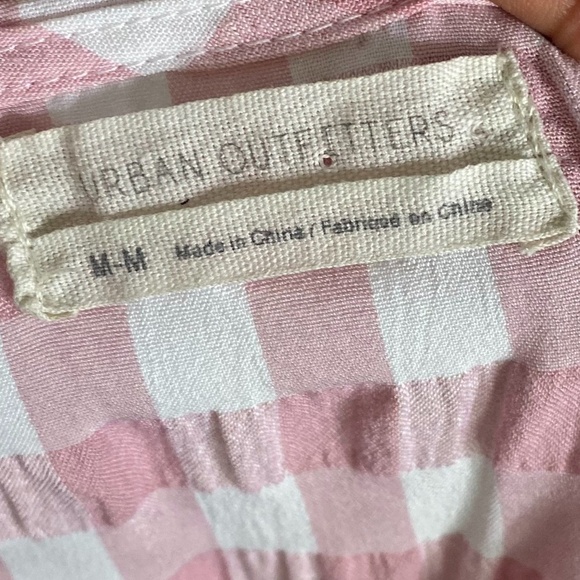 URBAN OUTFITTERS
M-M Made in China / Fabriqué en Chine